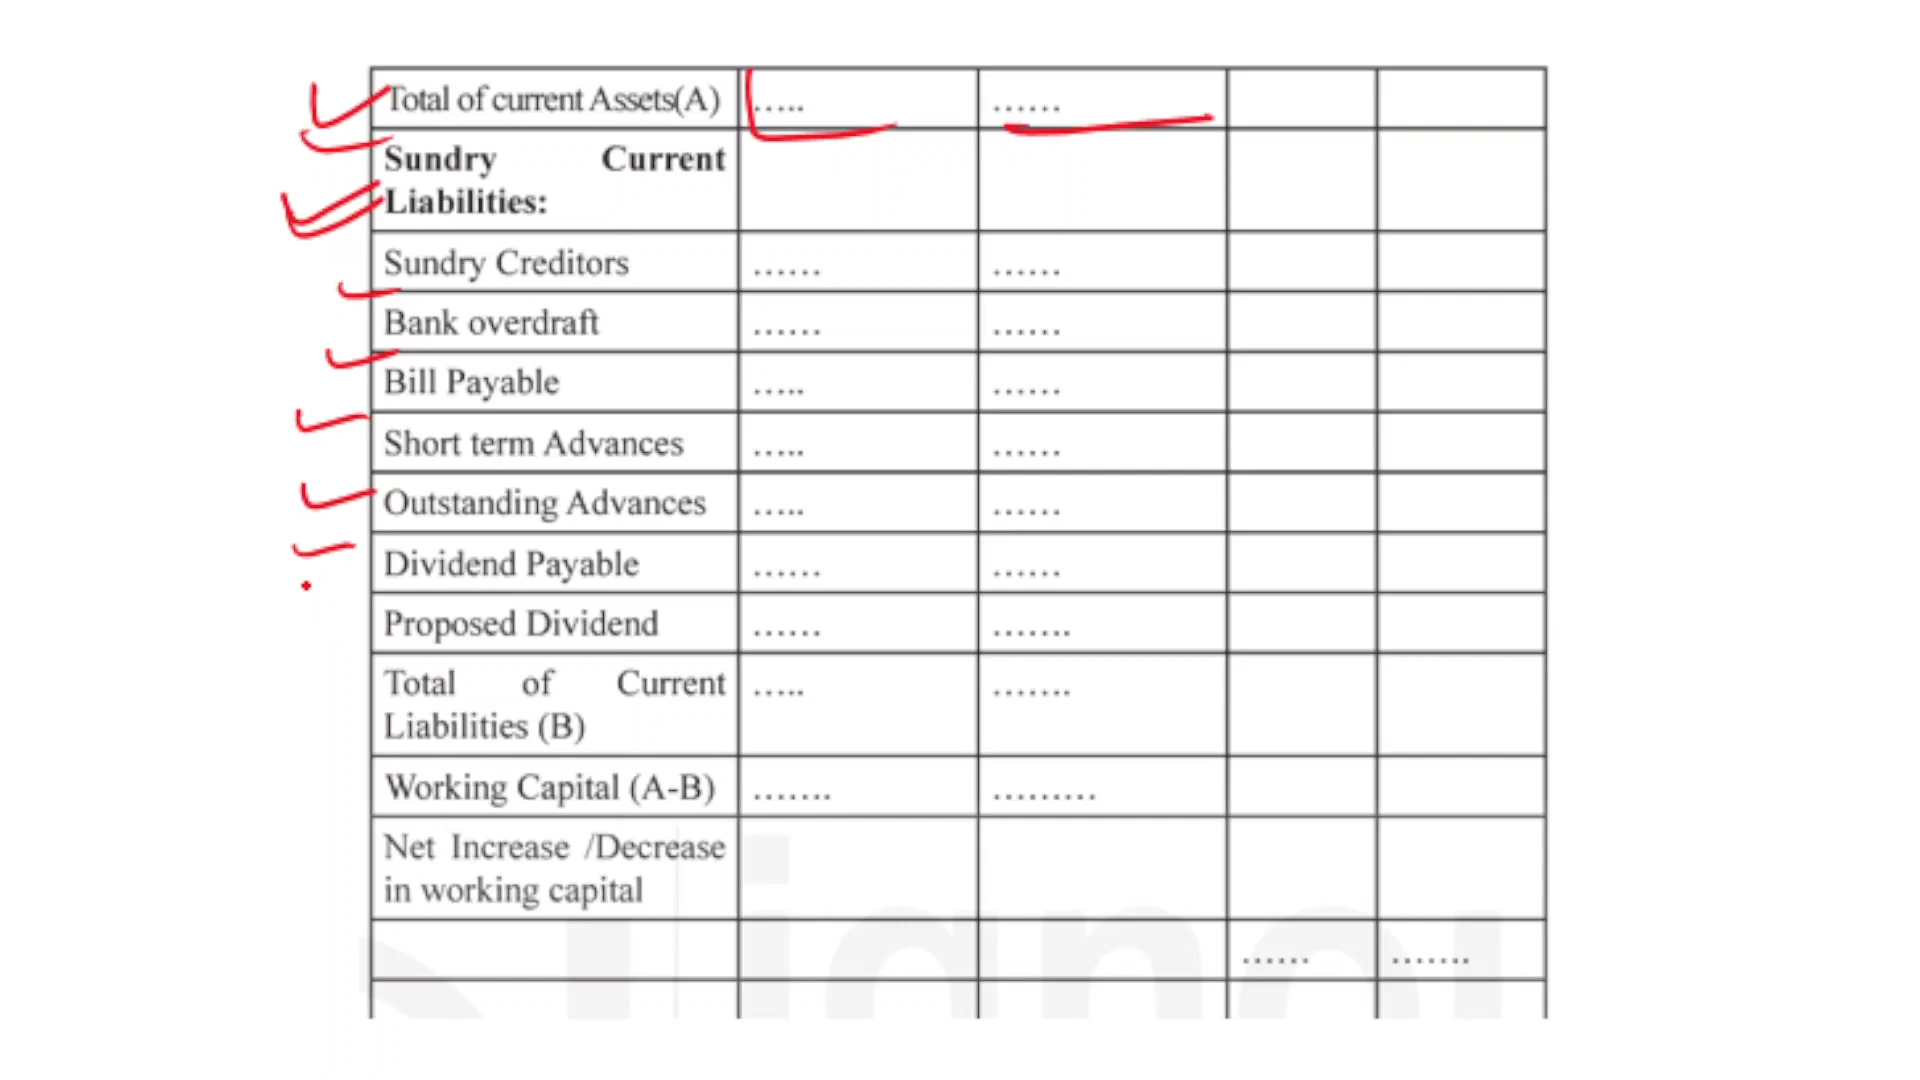 Total of current Assets(A) ..... ......
Sundry Current
Liabilities:
Sundry Creditors ...... ......
Bank overdraft ...... ......
Bill Payable ..... ......
Short term Advances ..... ......
Outstanding Advances ..... ......
Dividend Payable ...... ......
Proposed Dividend ...... .......
Total of Current ..... .......
Liabilities (B)
Working Capital (A-B) ....... .........
Net Increase /Decrease
in working capital
...... .......